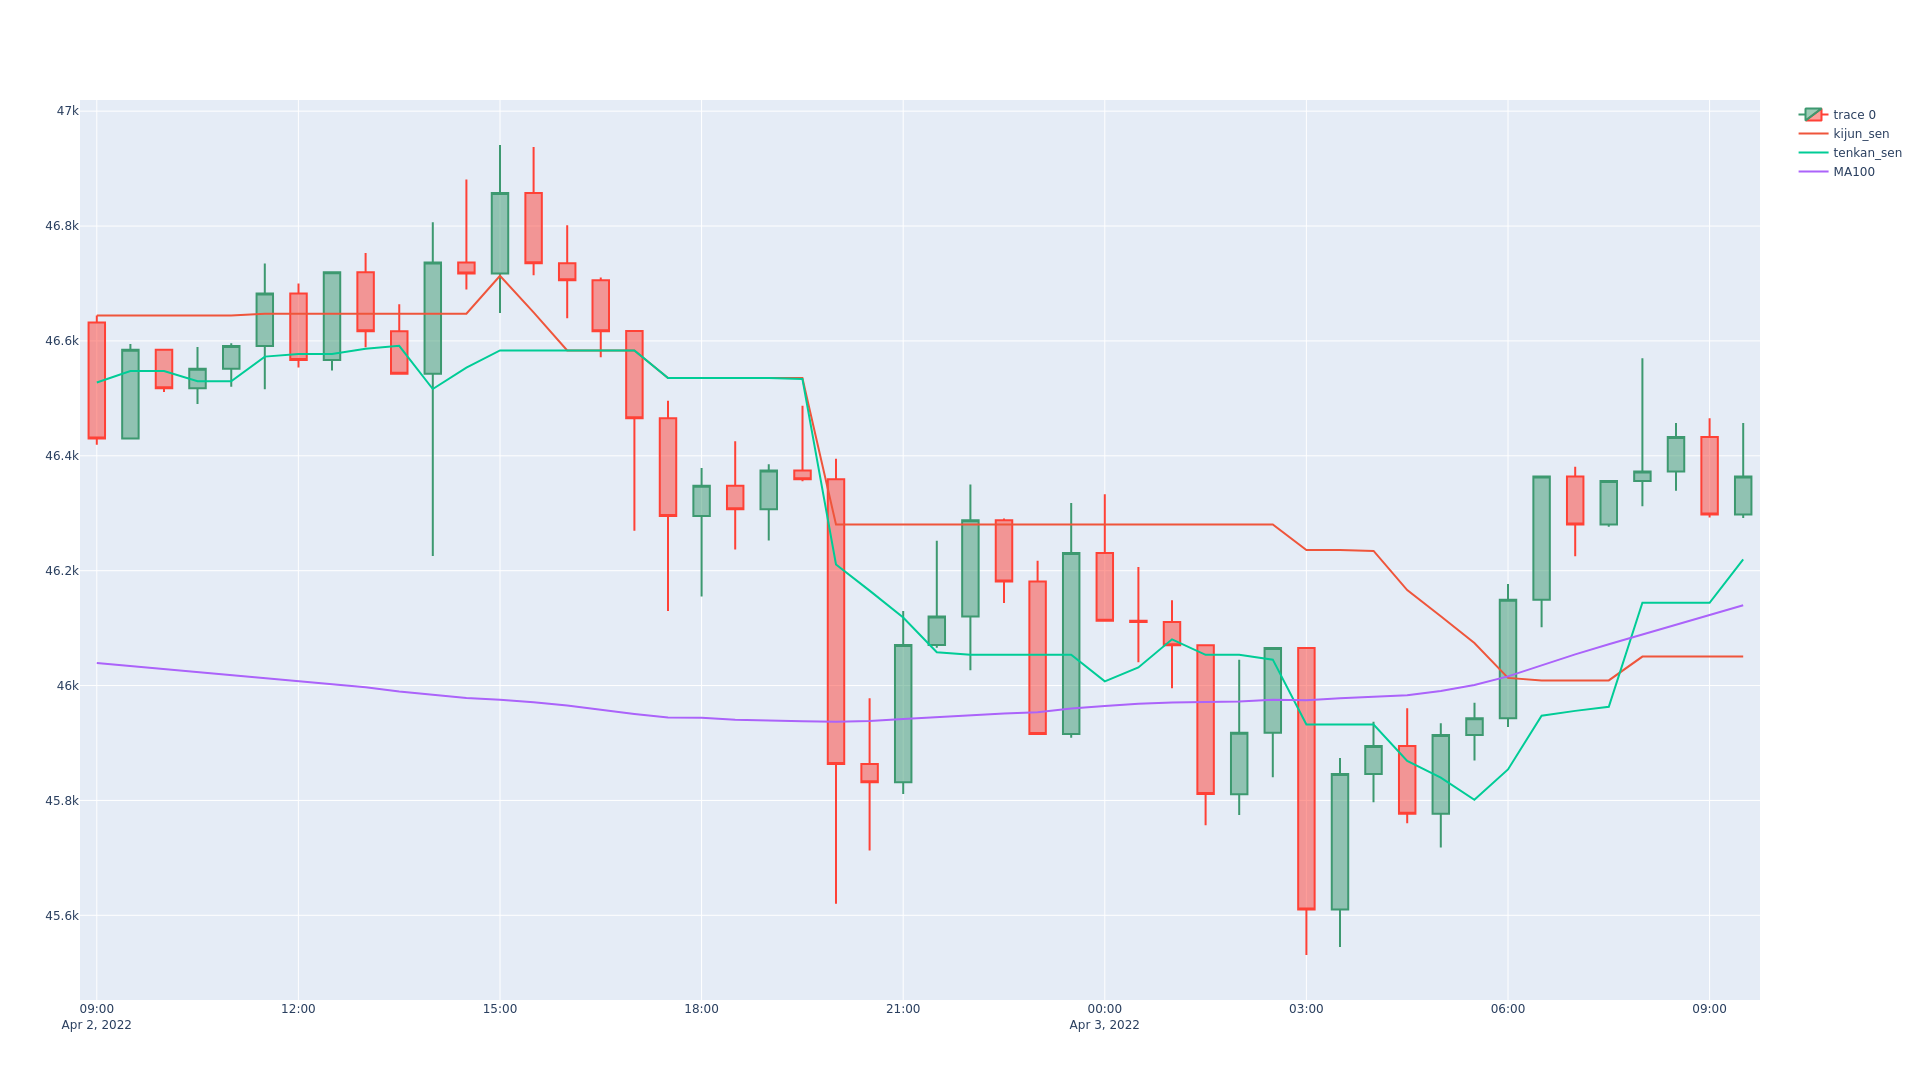 47k
46.8k
46.6k
46.4k
46.2k
46k
45.8k
45.6k
09:00 12:00 15:00 18:00 21:00 00:00 03:00 06:00 09:00
Apr 2, 2022 Apr 3, 2022
trace 0
kijun_sen
tenkan_sen
MA100